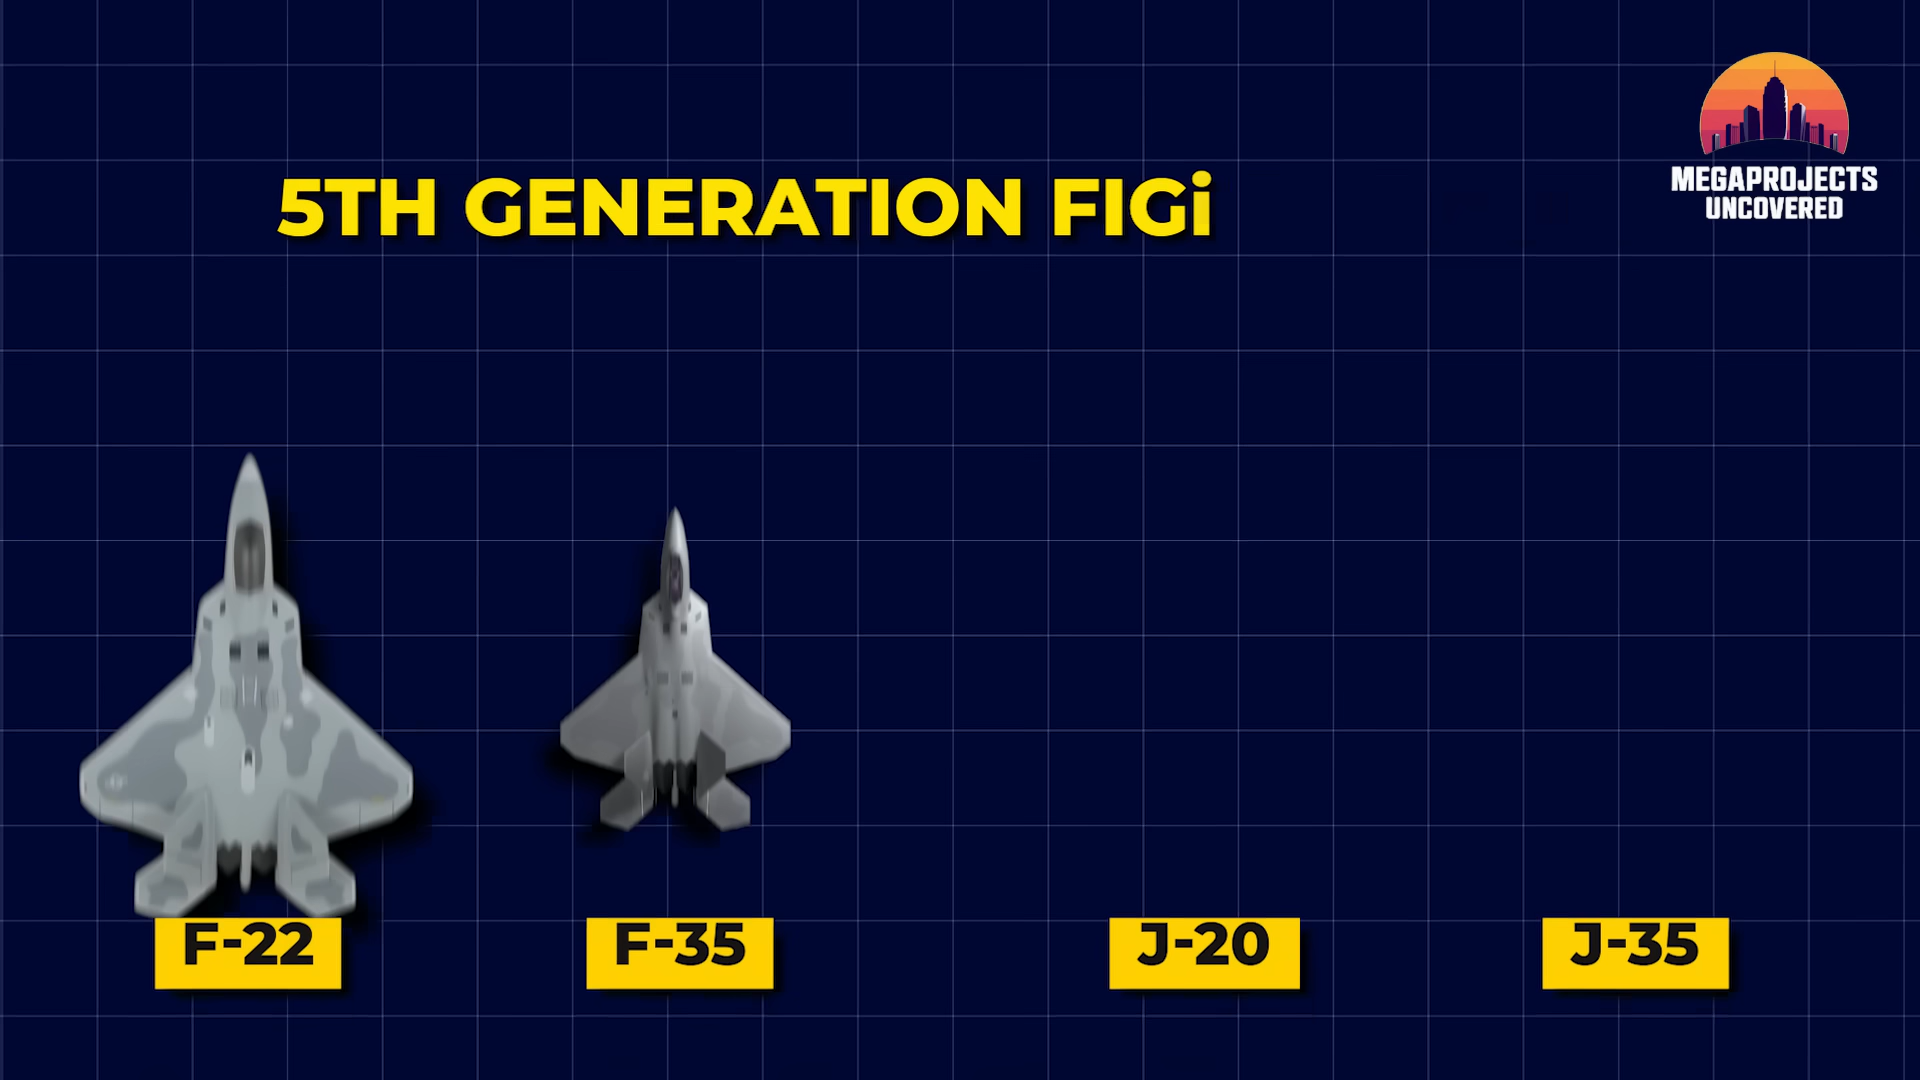 MEGAPROJECTS
UNCOVERED
5TH GENERATION FIGi
F-22
F-35
J-20
J-35